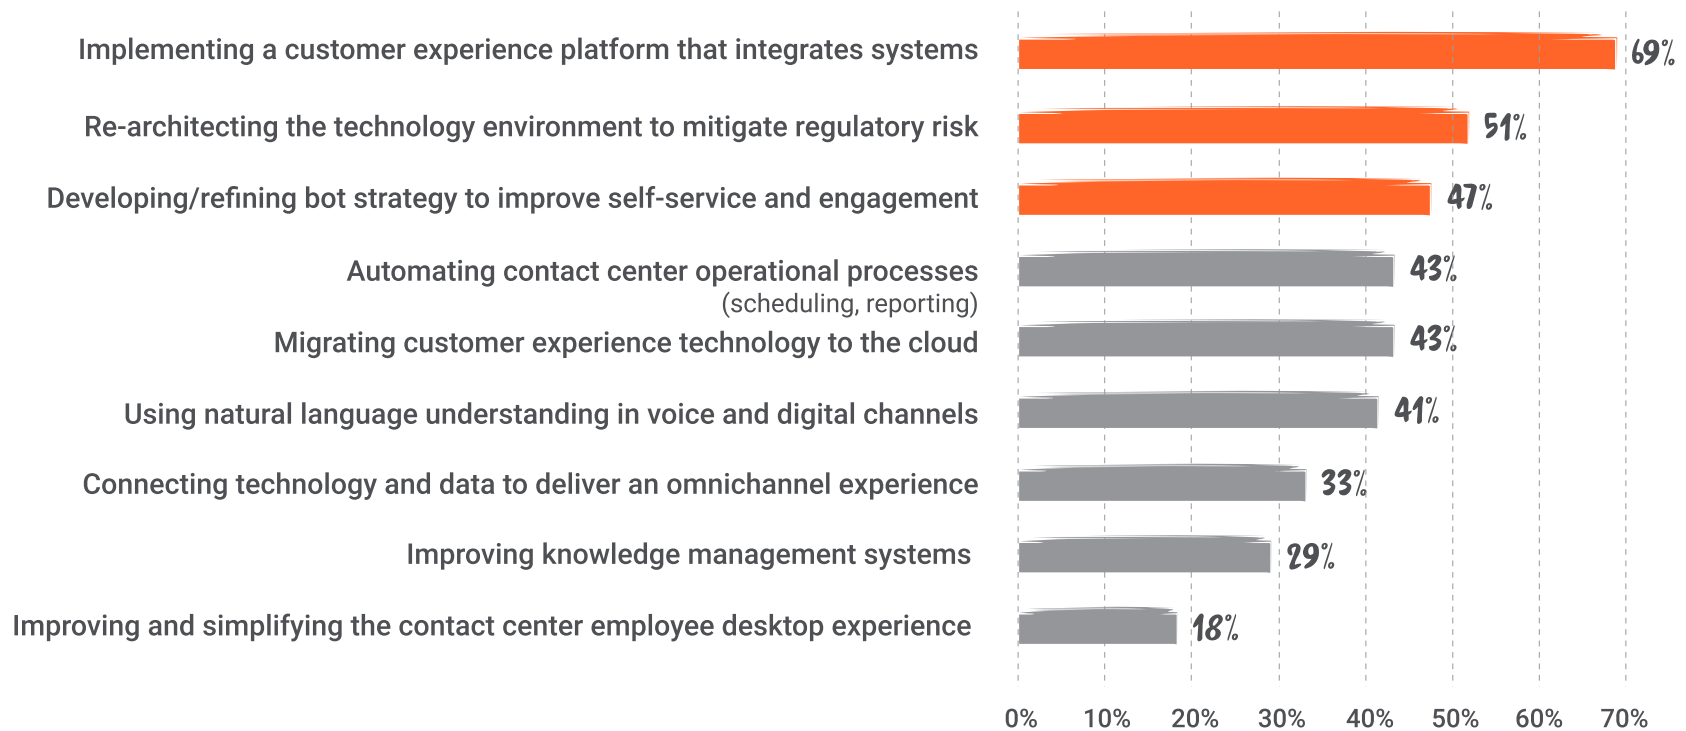 Implementing a customer experience platform that integrates systems 69%
Re-architecting the technology environment to mitigate regulatory risk 51%
Developing/refining bot strategy to improve self-service and engagement 47%
Automating contact center operational processes 43%
(scheduling, reporting)
Migrating customer experience technology to the cloud 43%
Using natural language understanding in voice and digital channels 41%
Connecting technology and data to deliver an omnichannel experience 33%
Improving knowledge management systems 29%
Improving and simplifying the contact center employee desktop experience 18%
0% 10% 20% 30% 40% 50% 60% 70%